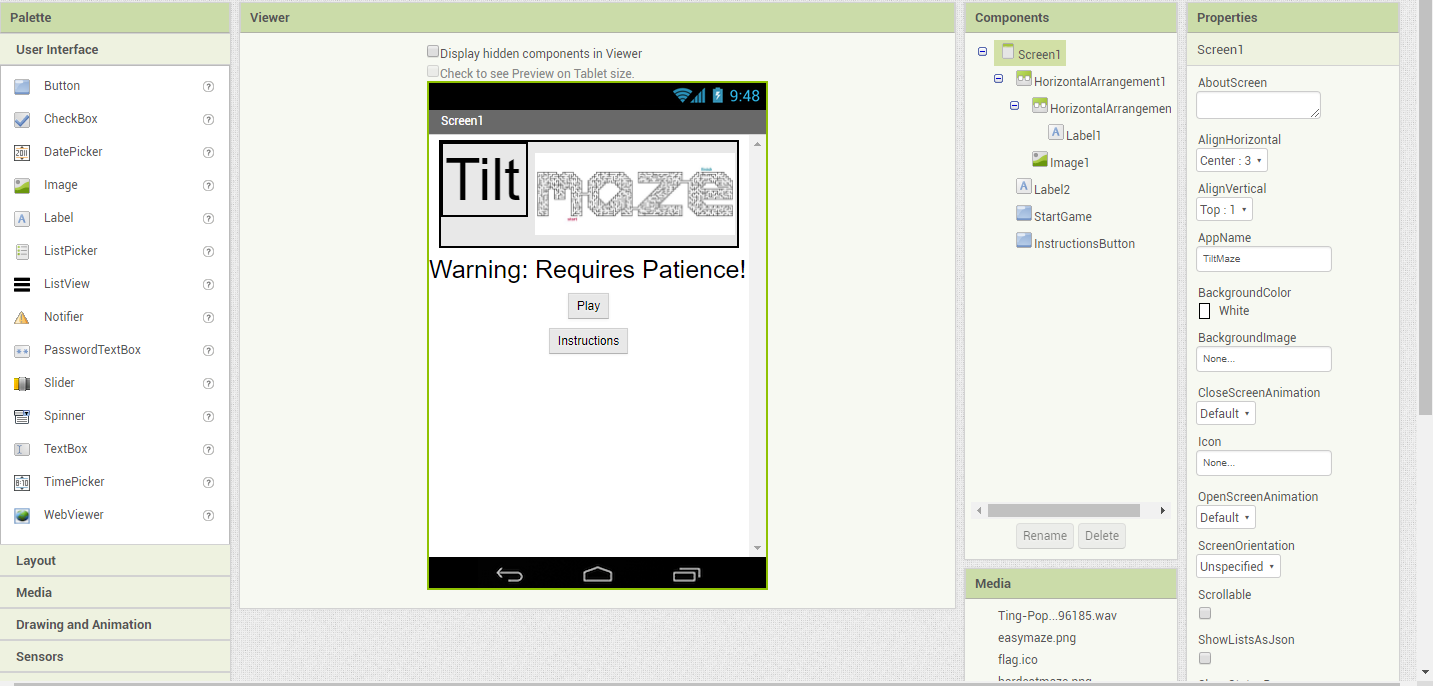 Palette
User Interface
Button
CheckBox
DatePicker
Image
Label
ListPicker
ListView
Notifier
PasswordTextBox
Slider
Spinner
TextBox
TimePicker
WebViewer
Layout
Media
Drawing and Animation
Sensors
Viewer
Display hidden components in Viewer
Check to see Preview on Tablet size.
9:48
Screen1
Tilt
maze
start
Warning: Requires Patience!
Play
Instructions
Components
Screen1
HorizontalArrangement1
HorizontalArrangemen
Label1
Image1
Label2
StartGame
InstructionsButton
Rename Delete
Media
Ting-Pop...96185.wav
easymaze.png
flag.ico
hardestmaze.png
Properties
Screen1
AboutScreen
AlignHorizontal
Center : 3
AlignVertical
Top : 1
AppName
TiltMaze
BackgroundColor
White
BackgroundImage
None...
CloseScreenAnimation
Default
Icon
None...
OpenScreenAnimation
Default
ScreenOrientation
Unspecified
Scrollable
ShowListsAsJson